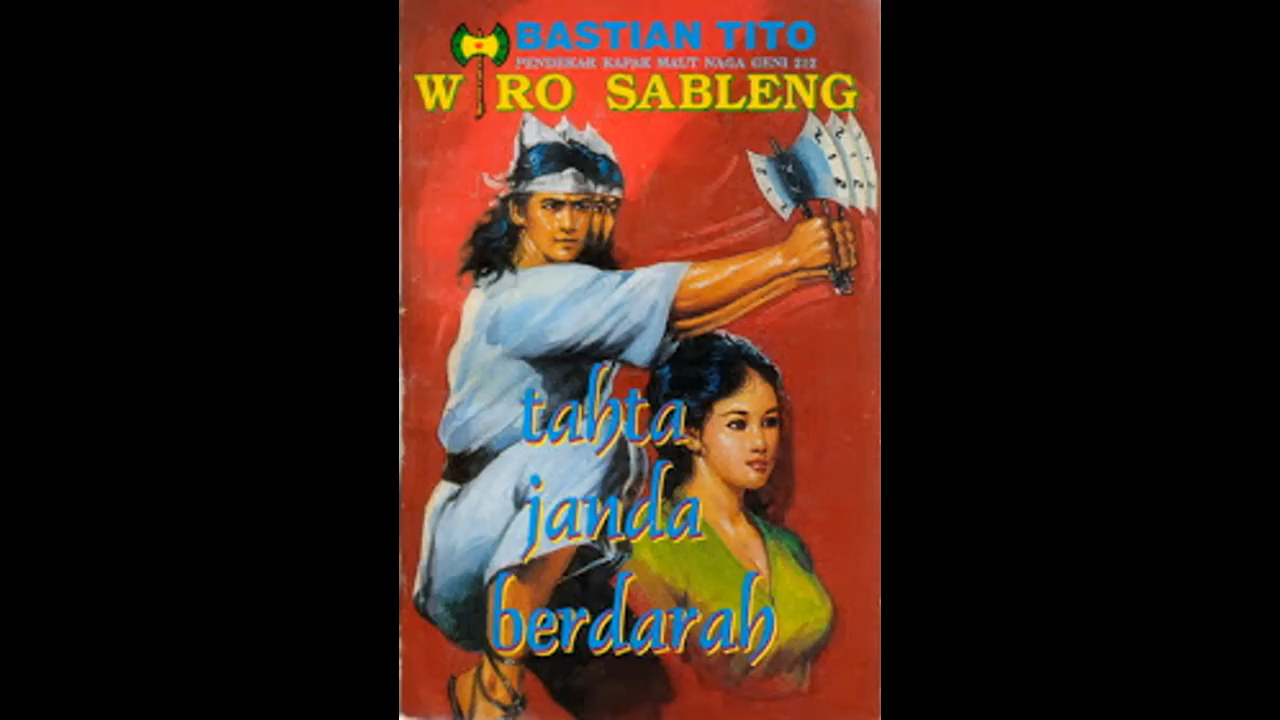 BASTIAN TITO
PENDEKAR KAPAK MAUT NAGA GENI 212
WIRO SABLENG
tahta
janda
berdarah